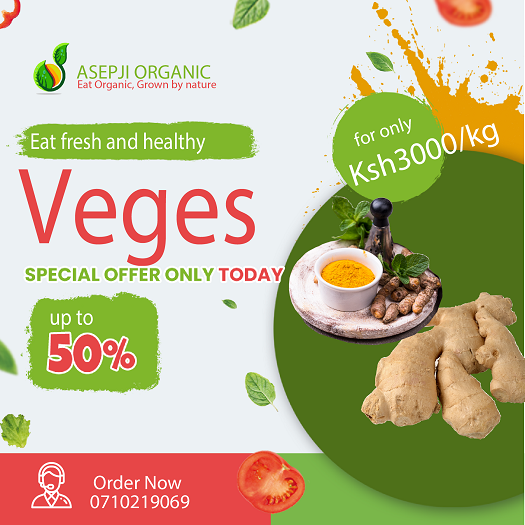 ASEPJI ORGANIC
Eat Organic, Grown by nature
Eat fresh and healthy
Veges
SPECIAL OFFER ONLY TODAY
up to
50%
for only
Ksh3000/kg
Order Now
0710219069